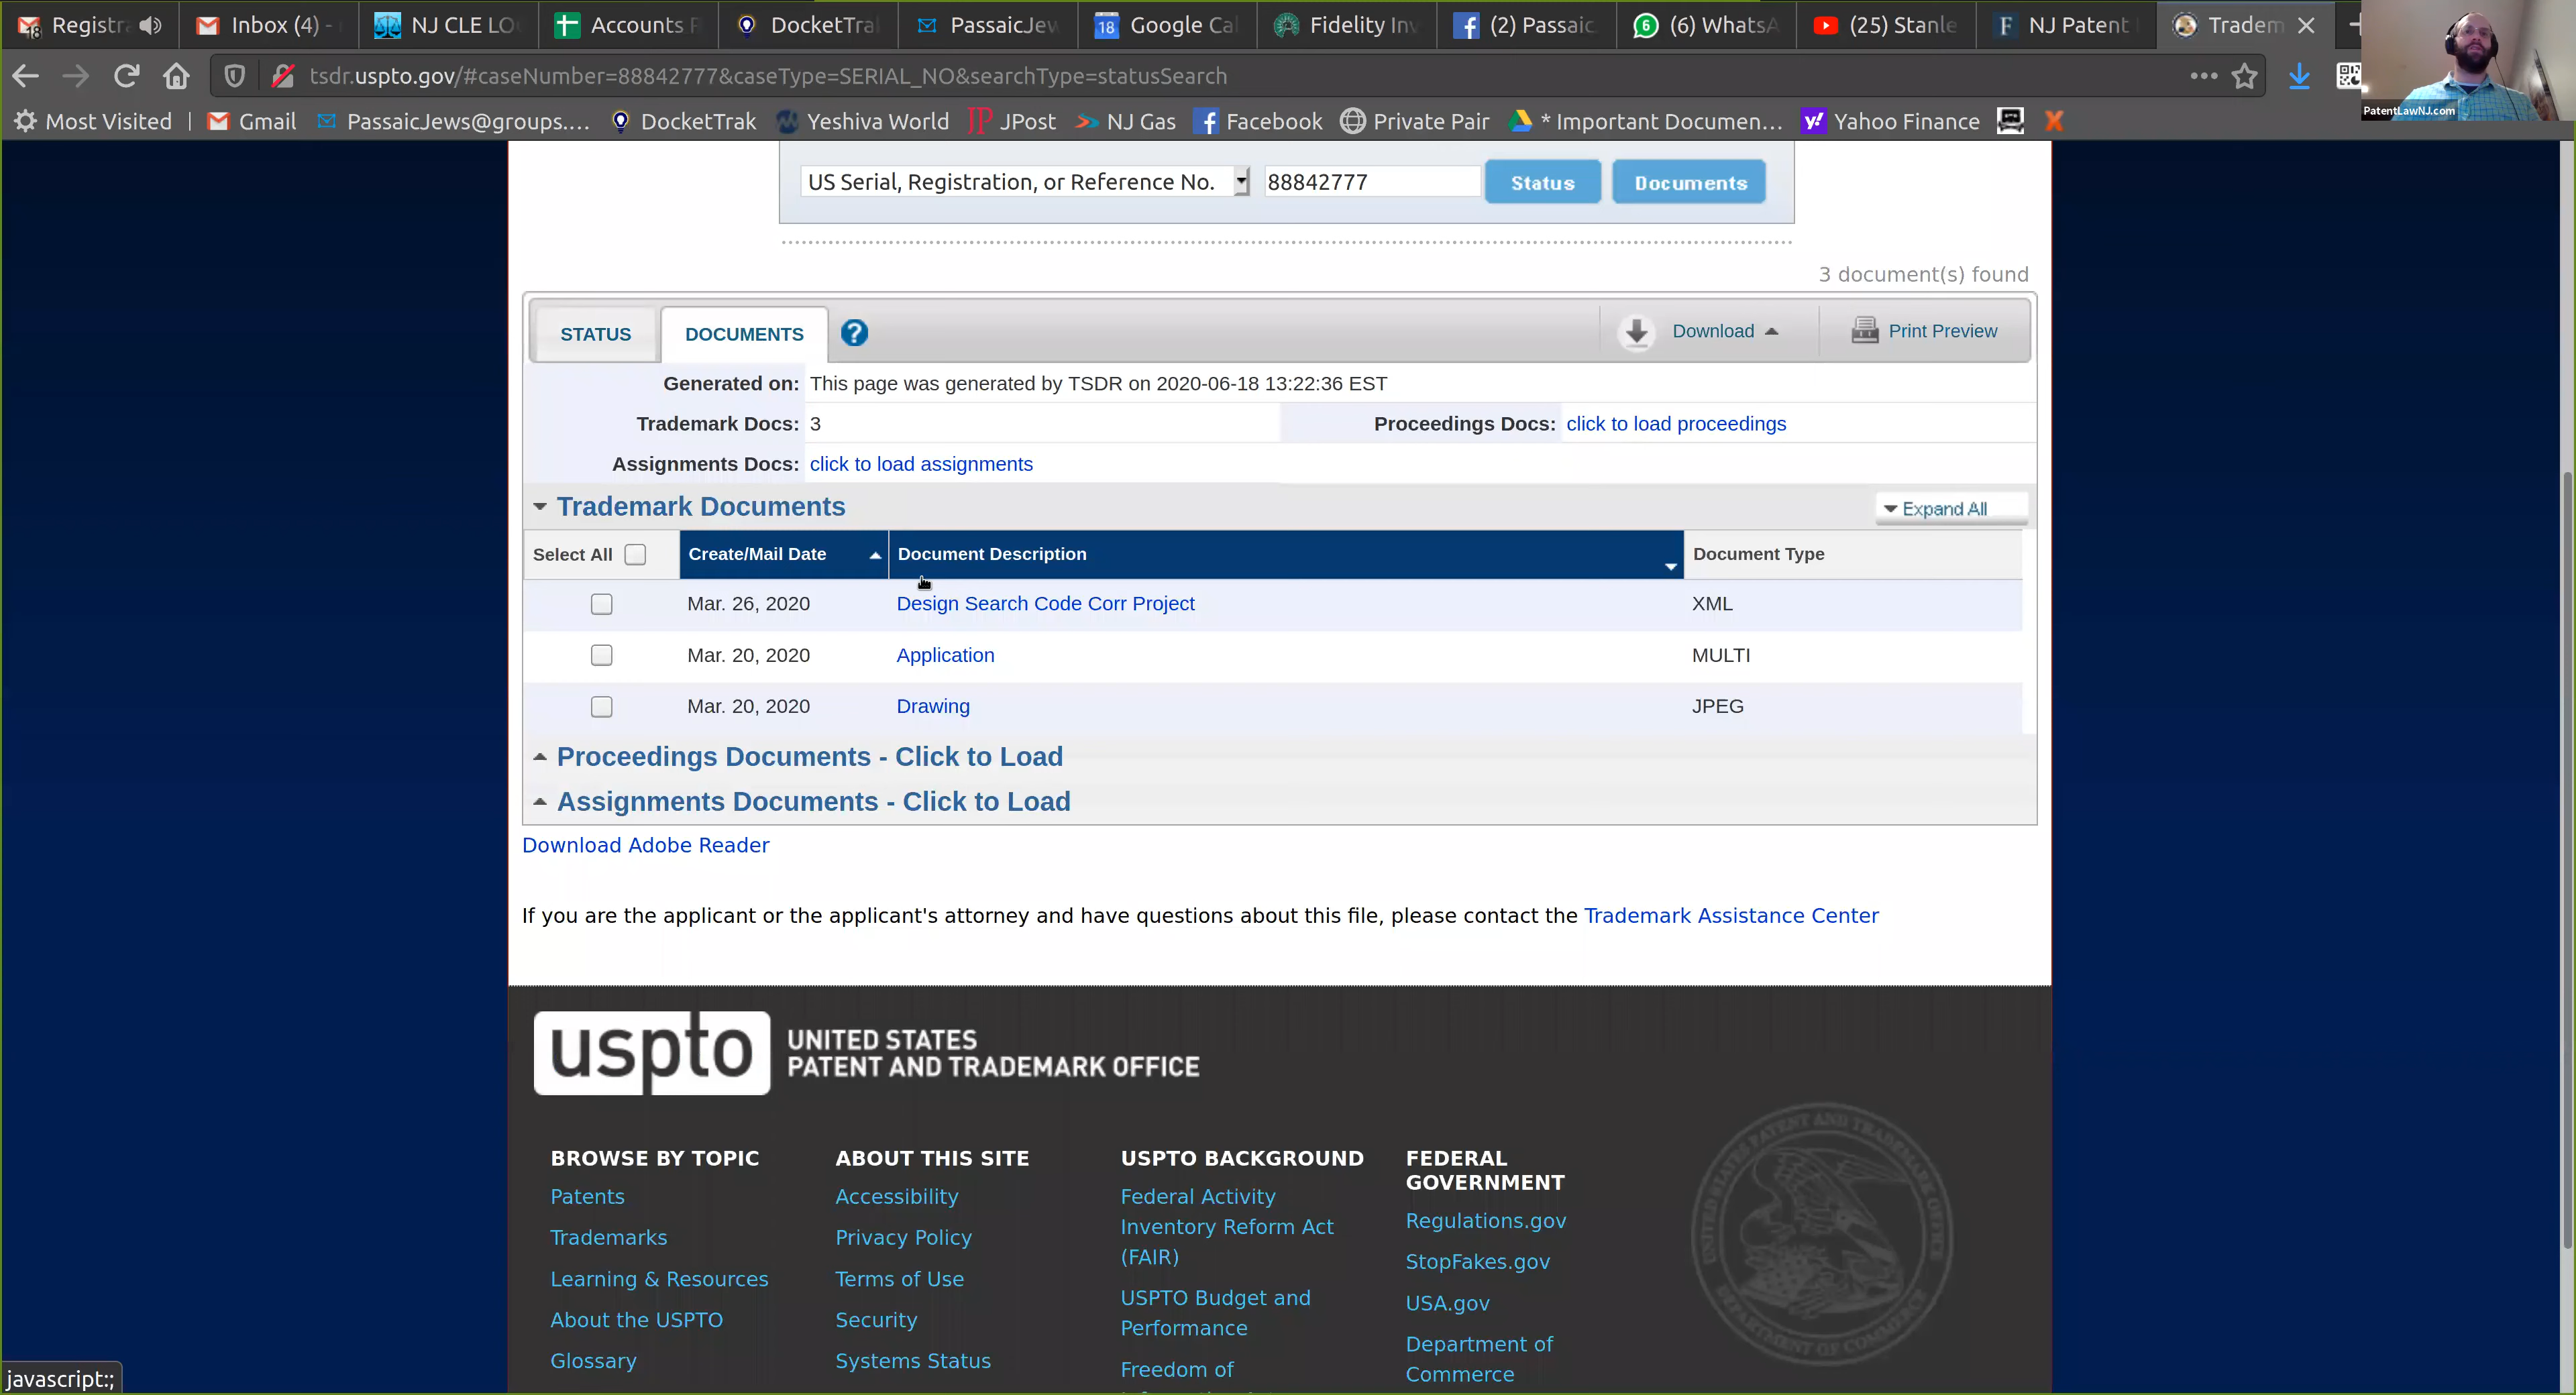 Registra
Inbox (4) -
NJ CLE LO
Accounts R
DocketTra
PassaicJew
Google Cal
Fidelity Inv
(2) Passaic
(6) WhatsA
(25) Stanle
NJ Patent
Tradem
tsdr.uspto.gov/#caseNumber=88842777&caseType=SERIAL_NO&searchType=statusSearch
PatentLawNJ.com
Most Visited
Gmail
PassaicJews@groups....
DocketTrak
Yeshiva World
JPost
NJ Gas
Facebook
Private Pair
* Important Documen...
Yahoo Finance
US Serial, Registration, or Reference No.
88842777
Status
Documents
3 document(s) found
STATUS
DOCUMENTS
Download
Print Preview
Generated on: This page was generated by TSDR on 2020-06-18 13:22:36 EST
Trademark Docs: 3
Proceedings Docs: click to load proceedings
Assignments Docs: click to load assignments
Trademark Documents
Expand All
Select All
Create/Mail Date
Document Description
Document Type
Mar. 26, 2020 Design Search Code Corr Project XML
Mar. 20, 2020 Application MULTI
Mar. 20, 2020 Drawing JPEG
Proceedings Documents - Click to Load
Assignments Documents - Click to Load
Download Adobe Reader
If you are the applicant or the applicant's attorney and have questions about this file, please contact the Trademark Assistance Center
uspto
UNITED STATES
PATENT AND TRADEMARK OFFICE
BROWSE BY TOPIC
Patents
Trademarks
Learning & Resources
About the USPTO
Glossary
ABOUT THIS SITE
Accessibility
Privacy Policy
Terms of Use
Security
Systems Status
USPTO BACKGROUND
Federal Activity
Inventory Reform Act
(FAIR)
USPTO Budget and
Performance
Freedom of
FEDERAL
GOVERNMENT
Regulations.gov
StopFakes.gov
USA.gov
Department of
Commerce
UNITED STATES PATENT AND TRADEMARK OFFICE
DEPARTMENT OF COMMERCE
javascript:;